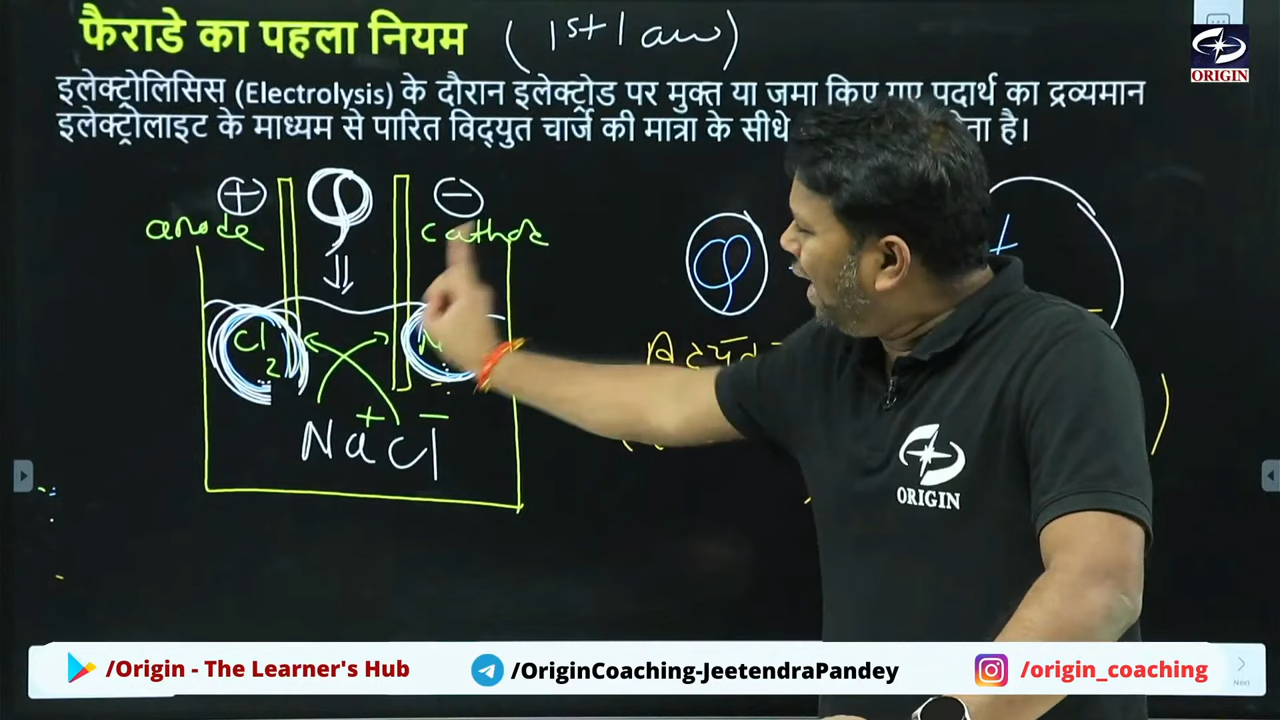 फैराडे का पहला नियम (1st law)
ORIGIN
इलेक्ट्रोलिसिस (Electrolysis) के दौरान इलेक्ट्रोड पर मुक्त या जमा किए गए पदार्थ का द्रव्यमान
इलेक्ट्रोलाइट के माध्यम से पारित विद्युत चार्ज की मात्रा के सीधे
+ Q −
anode
Cl2
+ −
NaCl
Q
ORIGIN
/Origin - The Learner's Hub
/OriginCoaching-JeetendraPandey
/origin_coaching
Next